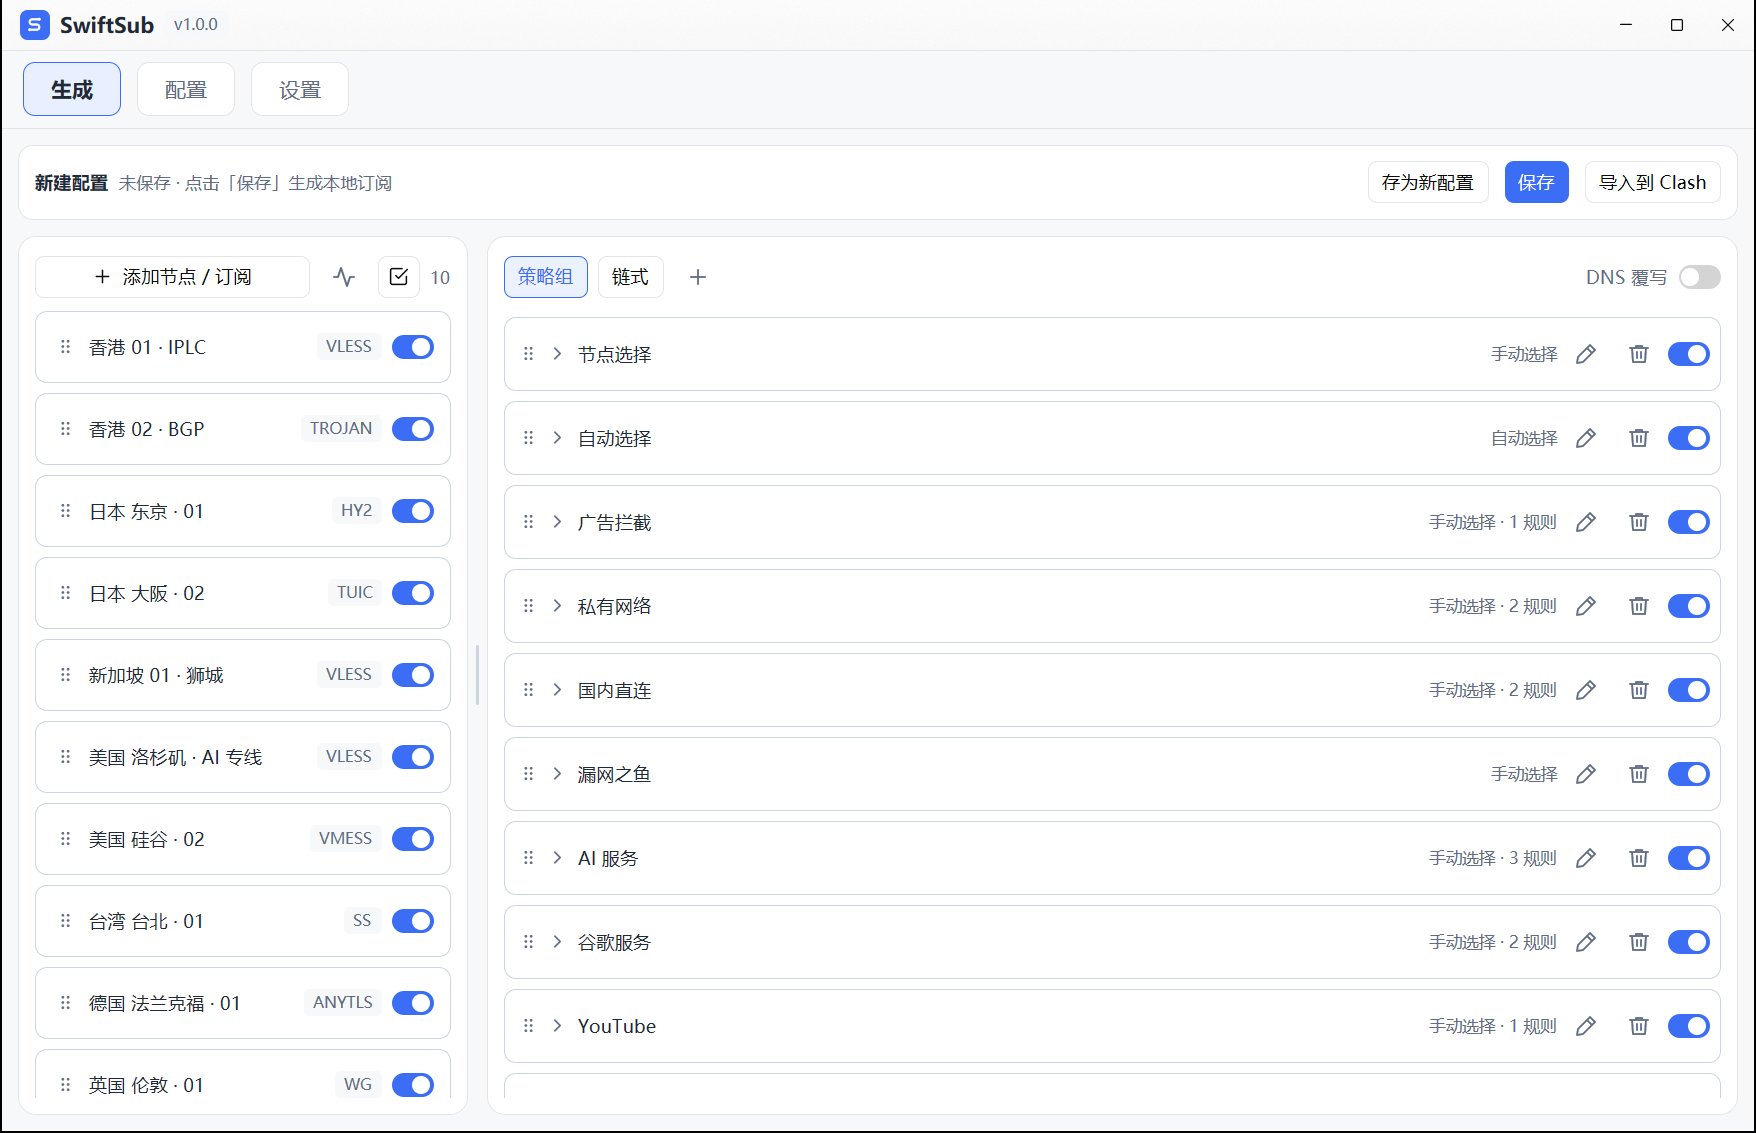 SwiftSub v1.0.0
生成 配置 设置
新建配置 未保存 · 点击「保存」生成本地订阅 存为新配置 保存 导入到 Clash
添加节点 / 订阅 10
香港 01 · IPLC VLESS
香港 02 · BGP TROJAN
日本 东京 · 01 HY2
日本 大阪 · 02 TUIC
新加坡 01 · 狮城 VLESS
美国 洛杉矶 · AI 专线 VLESS
美国 硅谷 · 02 VMESS
台湾 台北 · 01 SS
德国 法兰克福 · 01 ANYTLS
英国 伦敦 · 01 WG
策略组 链式 DNS 覆写
节点选择 手动选择
自动选择 自动选择
广告拦截 手动选择 · 1 规则
私有网络 手动选择 · 2 规则
国内直连 手动选择 · 2 规则
漏网之鱼 手动选择
AI 服务 手动选择 · 3 规则
谷歌服务 手动选择 · 2 规则
YouTube 手动选择 · 1 规则